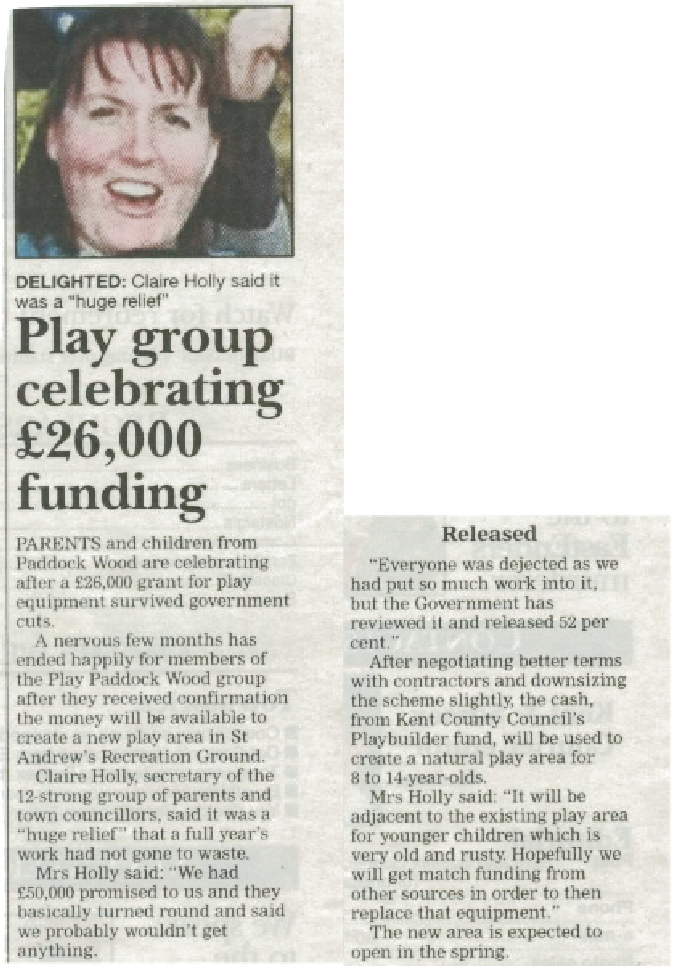 DELIGHTED: Claire Holly said it
was a "huge relief"
Play group
celebrating
£26,000
funding
PARENTS and children from
Paddock Wood are celebrating
after a £26,000 grant for play
equipment survived government
cuts.
A nervous few months has
ended happily for members of
the Play Paddock Wood group
after they received confirmation
the money will be available to
create a new play area in St
Andrew's Recreation Ground.
Claire Holly, secretary of the
12-strong group of parents and
town councillors, said it was a
"huge relief" that a full year's
work had not gone to waste.
Mrs Holly said: "We had
£50,000 promised to us and they
basically turned round and said
we probably wouldn't get
anything.
Released
"Everyone was dejected as we
had put so much work into it,
but the Government has
reviewed it and released 52 per
cent."
After negotiating better terms
with contractors and downsizing
the scheme slightly, the cash,
from Kent County Council's
Playbuilder fund, will be used to
create a natural play area for
8 to 14-year-olds.
Mrs Holly said: "It will be
adjacent to the existing play area
for younger children which is
very old and rusty. Hopefully we
will get match funding from
other sources in order to then
replace that equipment."
The new area is expected to
open in the spring.